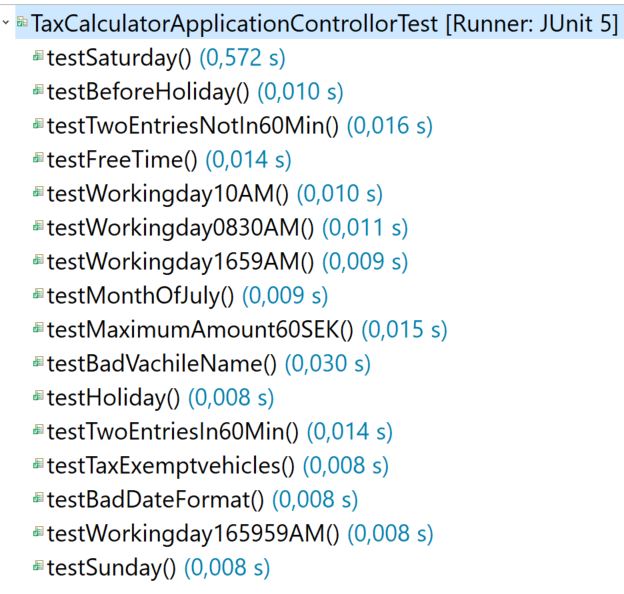 TaxCalculatorApplicationControllorTest [Runner: JUnit 5]
testSaturday() (0,572 s)
testBeforeHoliday() (0,010 s)
testTwoEntriesNotIn60Min() (0,016 s)
testFreeTime() (0,014 s)
testWorkingday10AM() (0,010 s)
testWorkingday0830AM() (0,011 s)
testWorkingday1659AM() (0,009 s)
testMonthOfJuly() (0,009 s)
testMaximumAmount60SEK() (0,015 s)
testBadVachileName() (0,030 s)
testHoliday() (0,008 s)
testTwoEntriesIn60Min() (0,014 s)
testTaxExemptvehicles() (0,008 s)
testBadDateFormat() (0,008 s)
testWorkingday165959AM() (0,008 s)
testSunday() (0,008 s)